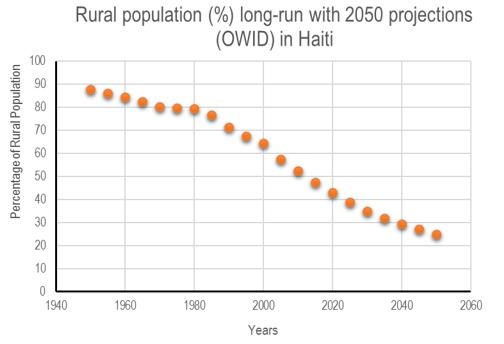 Rural population (%) long-run with 2050 projections
(OWID) in Haiti
Percentage of Rural Population
100
90
80
70
60
50
40
30
20
10
0
1940 1960 1980 2000 2020 2040 2060
Years